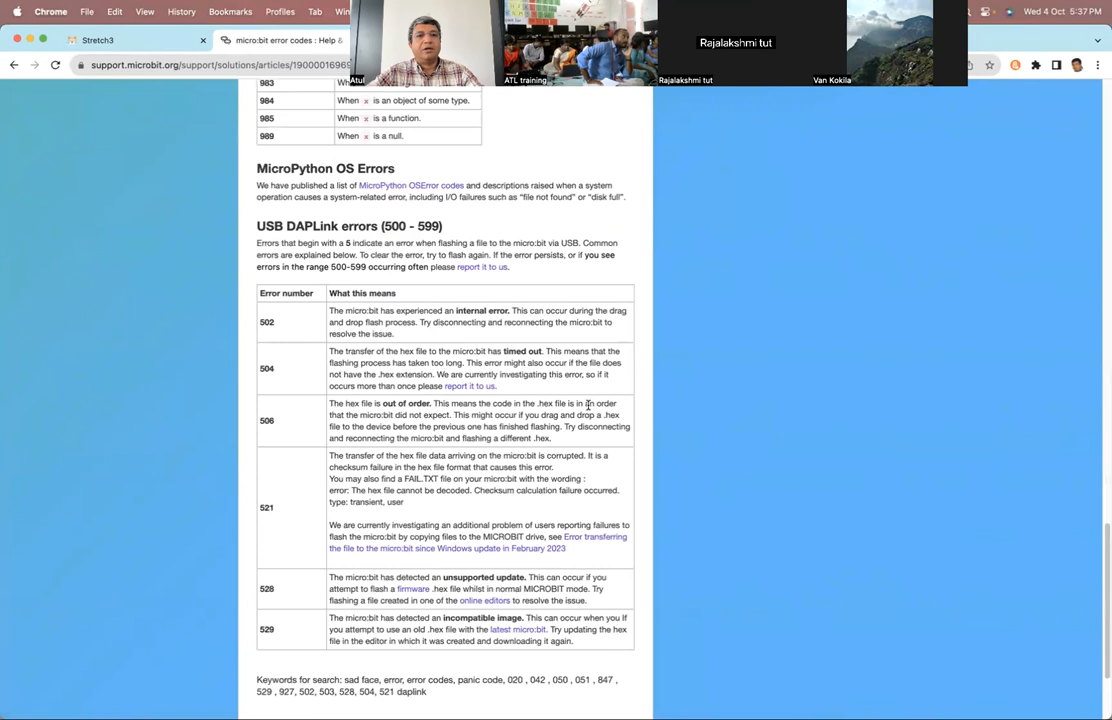 Chrome File Edit View History Bookmarks Profiles Tab Wed 4 Oct 5:37 PM
Stretch3
micro:bit error codes : Help &
support.microbit.org/support/solutions/articles/19000016969
Atul
ATL training
Rajalakshmi tut
Rajalakshmi tut
Van Kokila
983 When
984 When x is an object of some type.
985 When x is a function.
989 When x is a null.
MicroPython OS Errors
We have published a list of MicroPython OSError codes and descriptions raised when a system
operation causes a system-related error, including I/O failures such as “file not found” or “disk full”.
USB DAPLink errors (500 - 599)
Errors that begin with a 5 indicate an error when flashing a file to the micro:bit via USB. Common
errors are explained below. To clear the error, try to flash again. If the error persists, or if you see
errors in the range 500-599 occurring often please report it to us.
Error number What this means
502
The micro:bit has experienced an internal error. This can occur during the drag
and drop flash process. Try disconnecting and reconnecting the micro:bit to
resolve the issue.
504
The transfer of the hex file to the micro:bit has timed out. This means that the
flashing process has taken too long. This error might also occur if the file does
not have the .hex extension. We are currently investigating this error, so if it
occurs more than once please report it to us.
506
The hex file is out of order. This means the code in the .hex file is in an order
that the micro:bit did not expect. This might occur if you drag and drop a .hex
file to the device before the previous one has finished flashing. Try disconnecting
and reconnecting the micro:bit and flashing a different .hex.
521
The transfer of the hex file data arriving on the micro:bit is corrupted. It is a
checksum failure in the hex file format that causes this error.
You may also find a FAIL.TXT file on your micro:bit with the wording :
error: The hex file cannot be decoded. Checksum calculation failure occurred.
type: transient, user
We are currently investigating an additional problem of users reporting failures to
flash the micro:bit by copying files to the MICROBIT drive, see Error transferring
the file to the micro:bit since Windows update in February 2023
528
The micro:bit has detected an unsupported update. This can occur if you
attempt to flash a firmware .hex file whilst in normal MICROBIT mode. Try
flashing a file created in one of the online editors to resolve the issue.
529
The micro:bit has detected an incompatible image. This can occur when you If
you attempt to use an old .hex file with the latest micro:bit. Try updating the hex
file in the editor in which it was created and downloading it again.
Keywords for search: sad face, error, error codes, panic code, 020 , 042 , 050 , 051 , 847 ,
529 , 927, 502, 503, 528, 504, 521 daplink